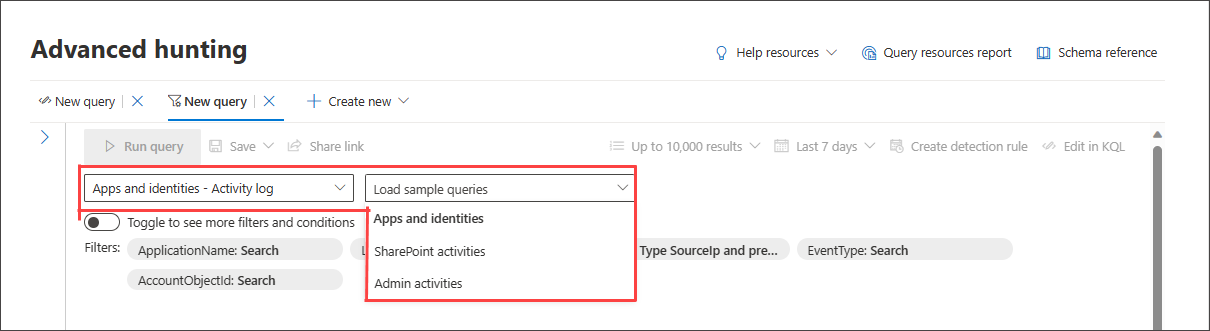 Advanced hunting
Help resources
Query resources report
Schema reference
New query
New query
Create new
Run query
Save
Share link
Up to 10,000 results
Last 7 days
Create detection rule
Edit in KQL
Apps and identities - Activity log
Load sample queries
Toggle to see more filters and conditions
Apps and identities
SharePoint activities
Admin activities
Filters:
ApplicationName: Search
Type SourceIp and pre...
EventType: Search
AccountObjectId: Search